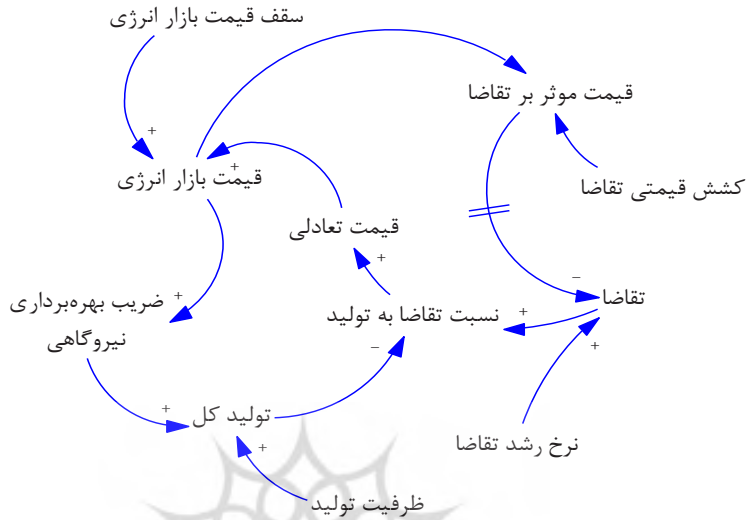 سقف قیمت بازار انرژی
+
قیمت موثر بر تقاضا
+
قیمت بازار انرژی
کشش قیمتی تقاضا
قیمت تعادلی
+
–
تقاضا
+
ضریب بهره‌برداری
نیروگاهی
+
نسبت تقاضا به تولید
+
–
+
تولید کل
+
نرخ رشد تقاضا
+
ظرفیت تولید